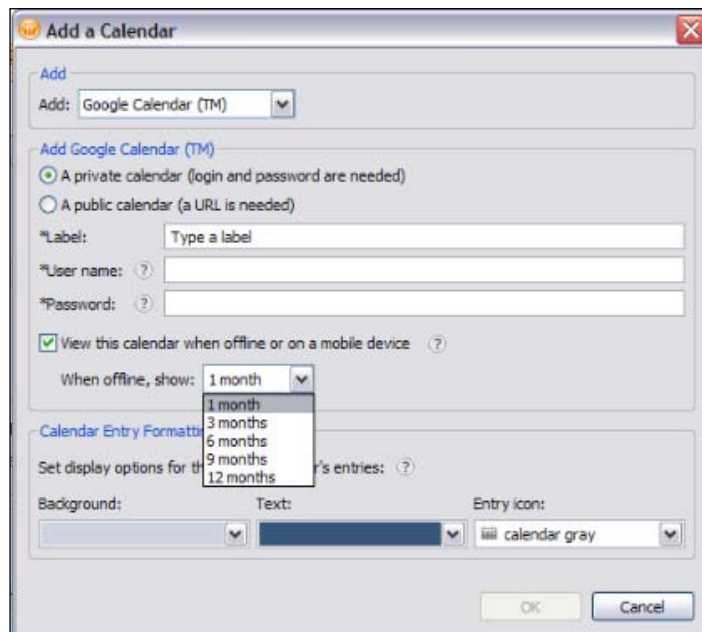 Add a Calendar
Add
Add: Google Calendar (TM)
Add Google Calendar (TM)
A private calendar (login and password are needed)
A public calendar (a URL is needed)
*Label: Type a label
*User name: ?
*Password: ?
View this calendar when offline or on a mobile device ?
When offline, show: 1 month
1 month
3 months
6 months
9 months
12 months
Calendar Entry Formatti
Set display options for th r's entries: ?
Background: Text: Entry icon:
calendar gray
OK Cancel